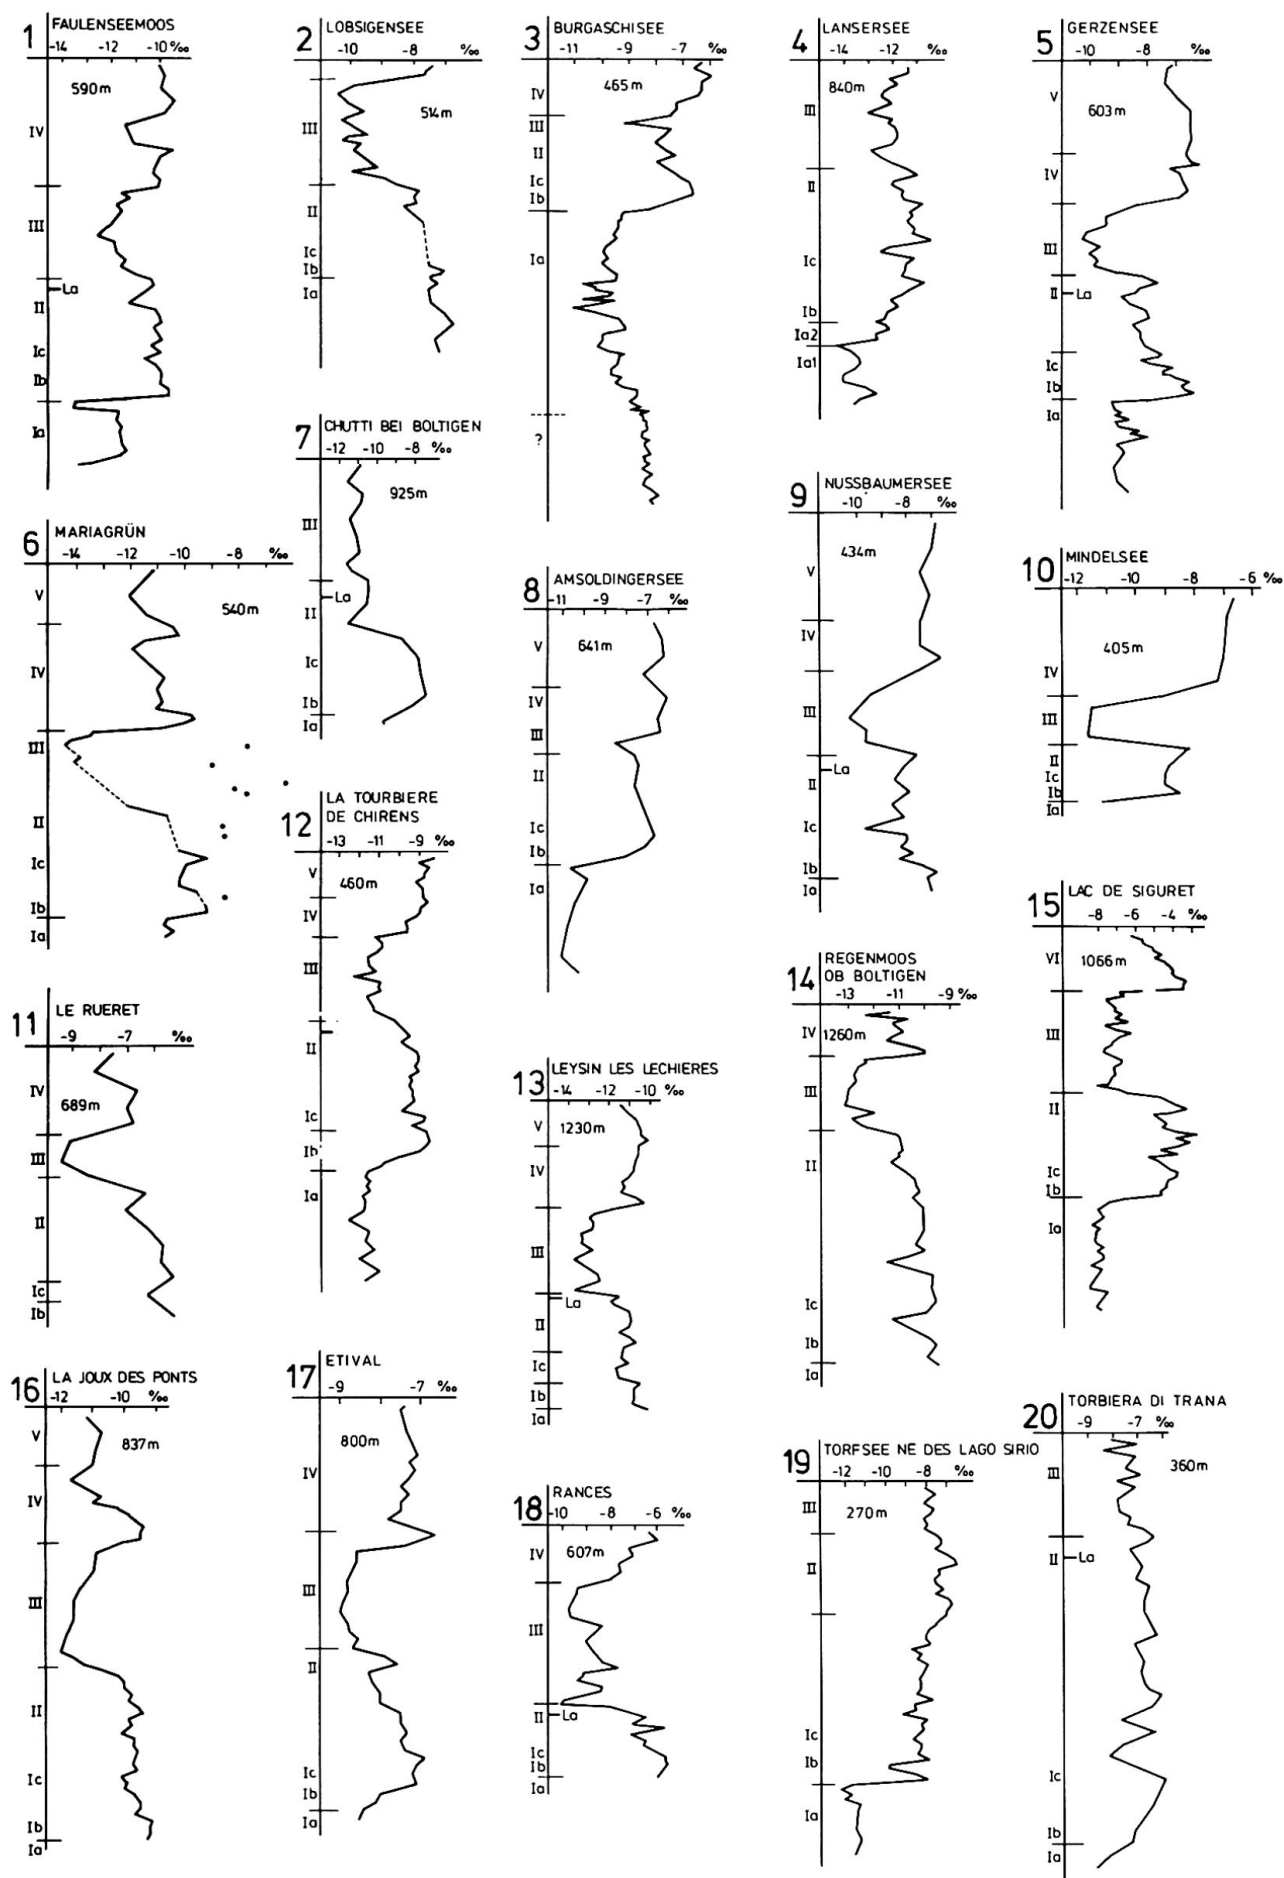 1 FAULENSEEMOOS
-14 -12 -10 ‰
590m
IV
III
La
II
Ic
Ib
Ia
2 LOBSIGENSEE
-10 -8 ‰
514m
III
II
Ic
Ib
Ia
3 BURGASCHISEE
-11 -9 -7 ‰
465m
IV
III
II
Ic
Ib
Ia
?
4 LANSERSEE
-14 -12 ‰
840m
III
II
Ic
Ib
Ia2
Ia1
5 GERZENSEE
-10 -8 ‰
603m
V
IV
III
II La
Ic
Ib
Ia
6 MARIAGRÜN
-14 -12 -10 -8 ‰
540m
V
IV
III
II
Ic
Ib
Ia
7 CHUTTI BEI BOLTIGEN
-12 -10 -8 ‰
925m
III
La
II
Ic
Ib
Ia
8 AMSOLDINGERSEE
-11 -9 -7 ‰
641m
V
IV
III
II
Ic
Ib
Ia
9 NUSSBAUMERSEE
-10 -8 ‰
434m
V
IV
III
La
II
Ic
Ib
Ia
10 MINDELSEE
-12 -10 -8 -6 ‰
405m
IV
III
II
Ic
Ib
Ia
11 LE RUERET
-9 -7 ‰
689m
IV
III
II
Ic
Ib
12 LA TOURBIERE
DE CHIRENS
-13 -11 -9 ‰
460m
V
IV
III
II
Ic
Ib
Ia
13 LEYSIN LES LECHIERES
-14 -12 -10 ‰
1230m
V
IV
III
La
II
Ic
Ib
Ia
14 REGENMOOS
OB BOLTIGEN
-13 -11 -9 ‰
1260m
IV
III
II
Ic
Ib
Ia
15 LAC DE SIGURET
-8 -6 -4 ‰
1066m
VI
III
II
Ic
Ib
Ia
16 LA JOUX DES PONTS
-12 -10 ‰
837m
V
IV
III
II
Ic
Ib
Ia
17 ETIVAL
-9 -7 ‰
800m
IV
III
II
Ic
Ib
Ia
18 RANCES
-10 -8 -6 ‰
607m
IV
III
II La
Ic
Ib
Ia
19 TORFSEE NE DES LAGO SIRIO
-12 -10 -8 ‰
270m
III
II
Ic
Ib
Ia
20 TORBIERA DI TRANA
-9 -7 ‰
360m
III
II La
Ic
Ib
Ia